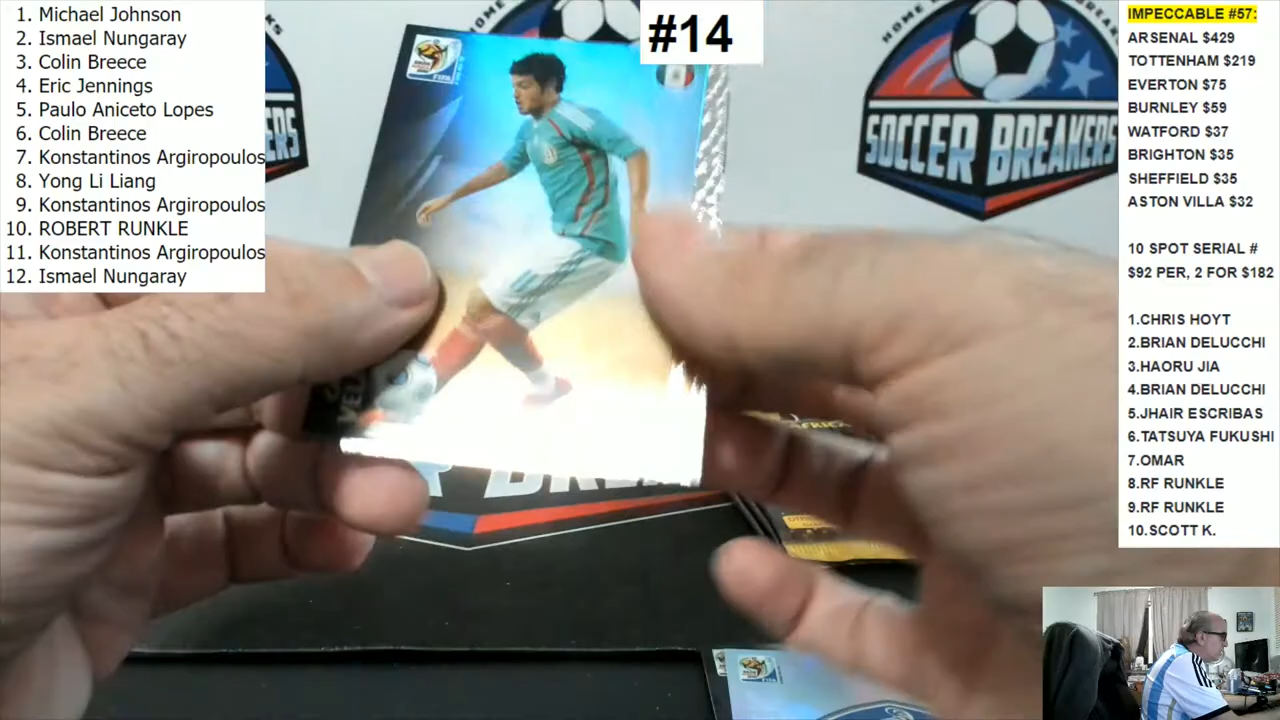 1. Michael Johnson
2. Ismael Nungaray
3. Colin Breece
4. Eric Jennings
5. Paulo Aniceto Lopes
6. Colin Breece
7. Konstantinos Argiropoulos
8. Yong Li Liang
9. Konstantinos Argiropoulos
10. ROBERT RUNKLE
11. Konstantinos Argiropoulos
12. Ismael Nungaray
#14
FIFA
SOCCER BREAKERS
IMPECCABLE #57:
ARSENAL $429
TOTTENHAM $219
EVERTON $75
BURNLEY $59
WATFORD $37
BRIGHTON $35
SHEFFIELD $35
ASTON VILLA $32
10 SPOT SERIAL #
$92 PER, 2 FOR $182
1.CHRIS HOYT
2.BRIAN DELUCCHI
3.HAORU JIA
4.BRIAN DELUCCHI
5.JHAIR ESCRIBAS
6.TATSUYA FUKUSHI
7.OMAR
8.RF RUNKLE
9.RF RUNKLE
10.SCOTT K.